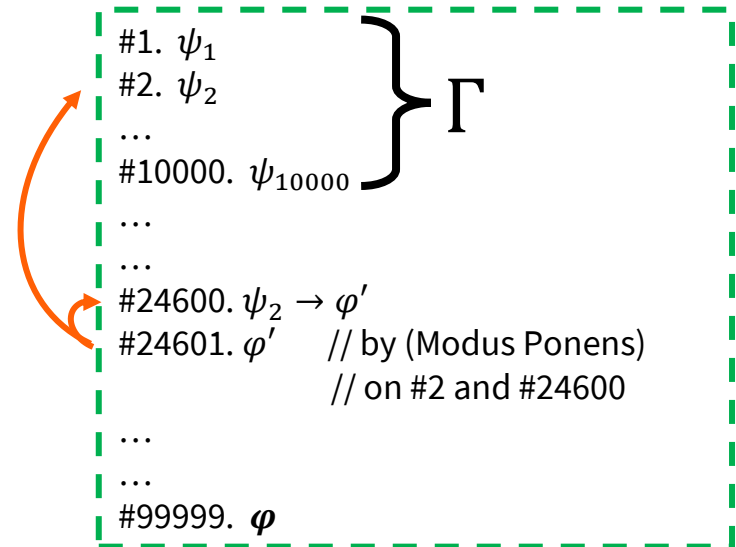 #1. ψ₁
#2. ψ₂
Γ
...
#10000. ψ₁₀₀₀₀
...
...
#24600. ψ₂ → φ′
#24601. φ′ // by (Modus Ponens)
// on #2 and #24600
...
...
#99999. φ